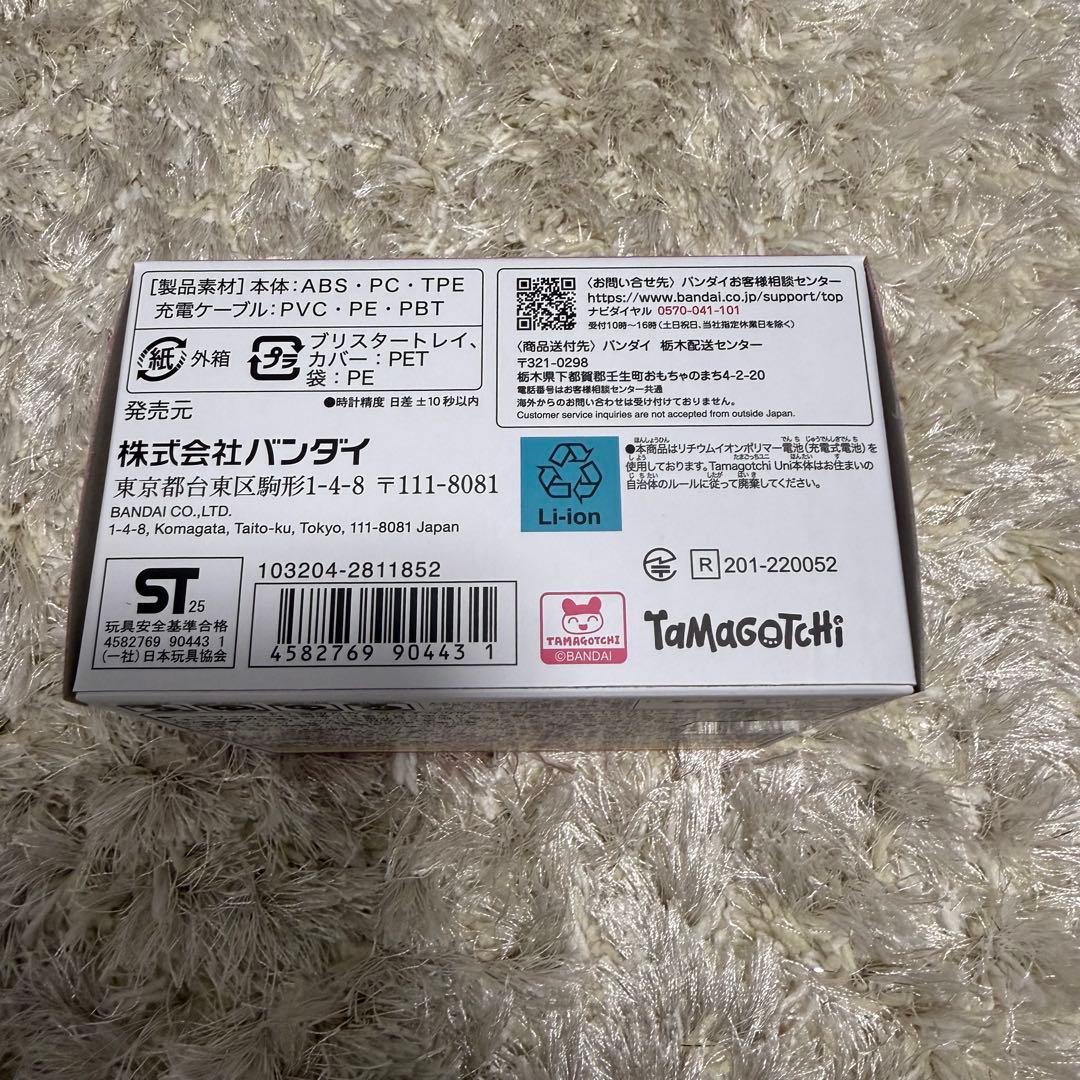 ［製品素材］本体：ABS・PC・TPE
充電ケーブル：PVC・PE・PBT
紙 外箱
プラ
ブリスタートレイ、
カバー：PET
袋：PE
●時計精度 日差 ±10秒以内
発売元
株式会社バンダイ
東京都台東区駒形1-4-8 〒111-8081
BANDAI CO.,LTD.
1-4-8, Komagata, Taito-ku, Tokyo, 111-8081 Japan
〈お問い合せ先〉バンダイお客様相談センター
https://www.bandai.co.jp/support/top
ナビダイヤル 0570-041-101
受付10時～16時（土日祝日、当社指定休業日を除く）
〈商品送付先〉バンダイ 栃木配送センター
〒321-0298
栃木県下都賀郡壬生町おもちゃのまち4-2-20
電話番号はお客様相談センター共通
海外からのお問い合せは受け付けておりません。
Customer service inquiries are not accepted from outside Japan.
Li-ion
●本商品はリチウムイオンポリマー電池（充電式電池）を
使用しております。Tamagotchi Uni本体はお住まいの
自治体のルールに従って廃棄してください。
R 201-220052
ST 25
玩具安全基準合格
4582769 90443 1
（一社）日本玩具協会
103204-2811852
4582769 904431
TAMAGOTCHI
©BANDAI
TaMaGoTCHi